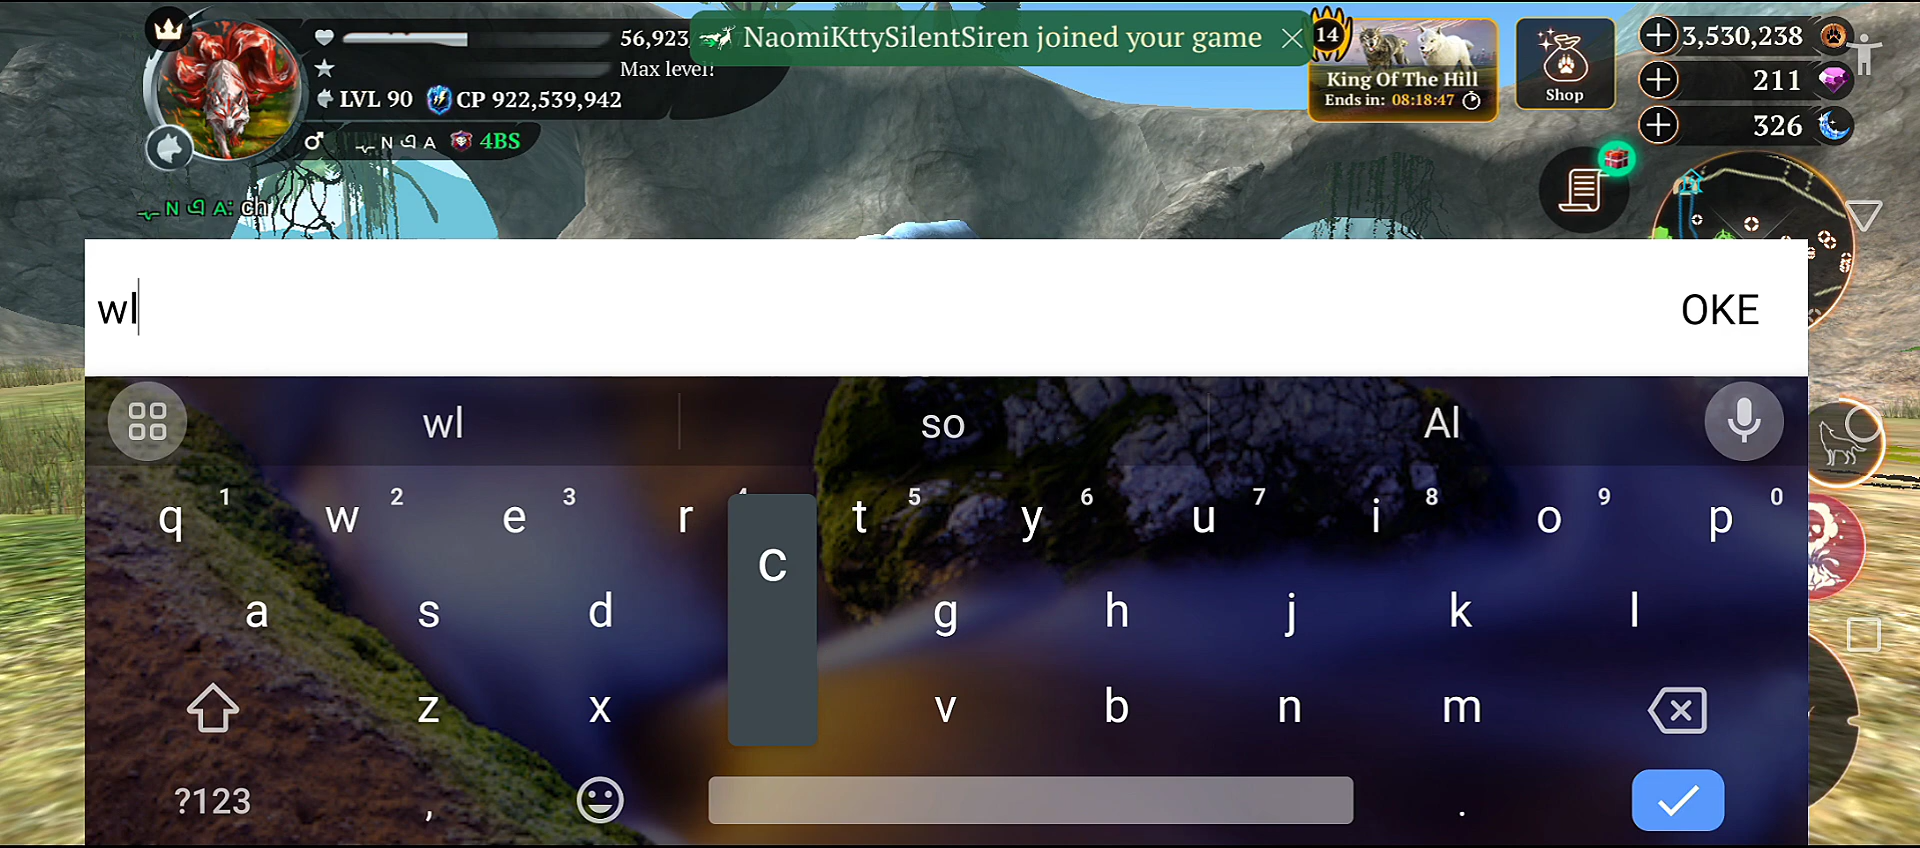 56,923,
NaomiKttySilentSiren joined your game
14
King Of The Hill
Ends in: 08:18:47
Shop
3,530,238
Max level!
211
LVL 90
CP 922,539,942
326
4BS
ch
wl
OKE
wl
so
Al
1 2 3 5 6 7 8 9 0
q w e r t y u i o p
c
a s d g h j k l
z x v b n m
?123 , .